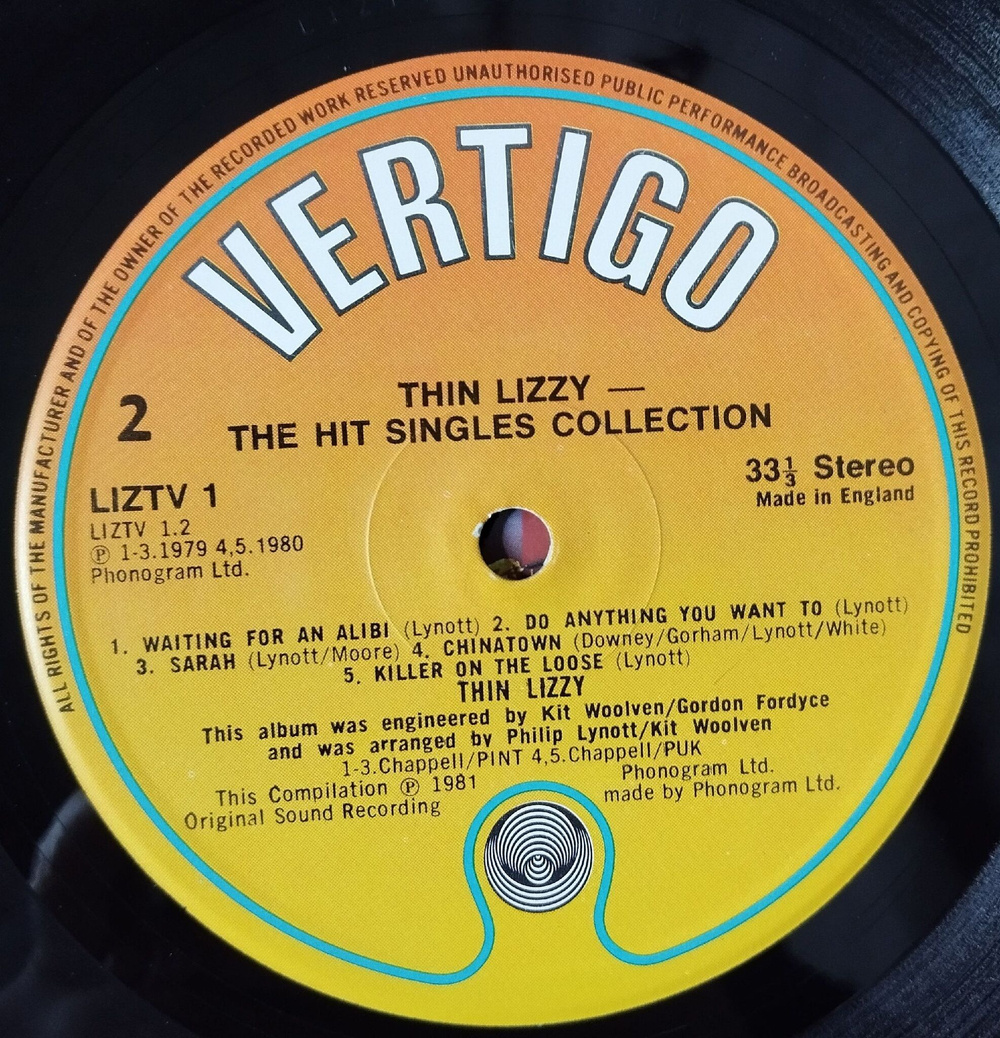 ALL RIGHTS OF THE MANUFACTURER AND OF THE OWNER OF THE RECORDED WORK RESERVED UNAUTHORISED PUBLIC PERFORMANCE BROADCASTING AND COPYING OF THIS RECORD PROHIBITED
VERTIGO
THIN LIZZY —
THE HIT SINGLES COLLECTION
2
33⅓ Stereo
Made in England
LIZTV 1
LIZTV 1.2
℗ 1-3.1979 4,5.1980
Phonogram Ltd.
1. WAITING FOR AN ALIBI (Lynott) 2. DO ANYTHING YOU WANT TO (Lynott)
3. SARAH (Lynott/Moore) 4. CHINATOWN (Downey/Gorham/Lynott/White)
5. KILLER ON THE LOOSE (Lynott)
THIN LIZZY
This album was engineered by Kit Woolven/Gordon Fordyce
and was arranged by Philip Lynott/Kit Woolven
1-3.Chappell/PINT 4,5.Chappell/PUK
This Compilation ℗ 1981 Phonogram Ltd.
Original Sound Recording made by Phonogram Ltd.